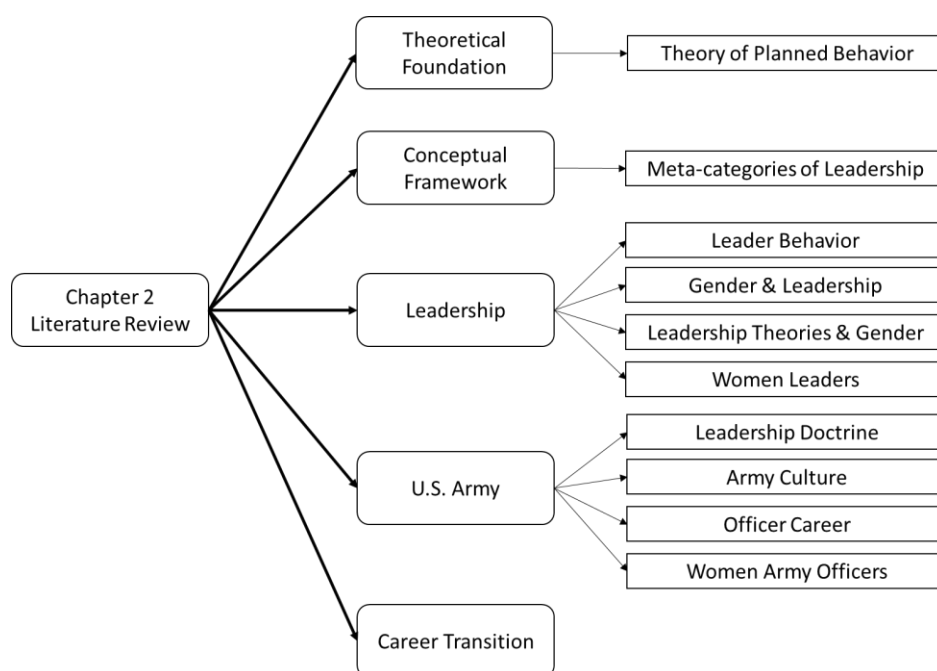 Theoretical
Foundation
Theory of Planned Behavior
Conceptual
Framework
Meta-categories of Leadership
Chapter 2
Literature Review
Leadership
Leader Behavior
Gender & Leadership
Leadership Theories & Gender
Women Leaders
U.S. Army
Leadership Doctrine
Army Culture
Officer Career
Women Army Officers
Career Transition